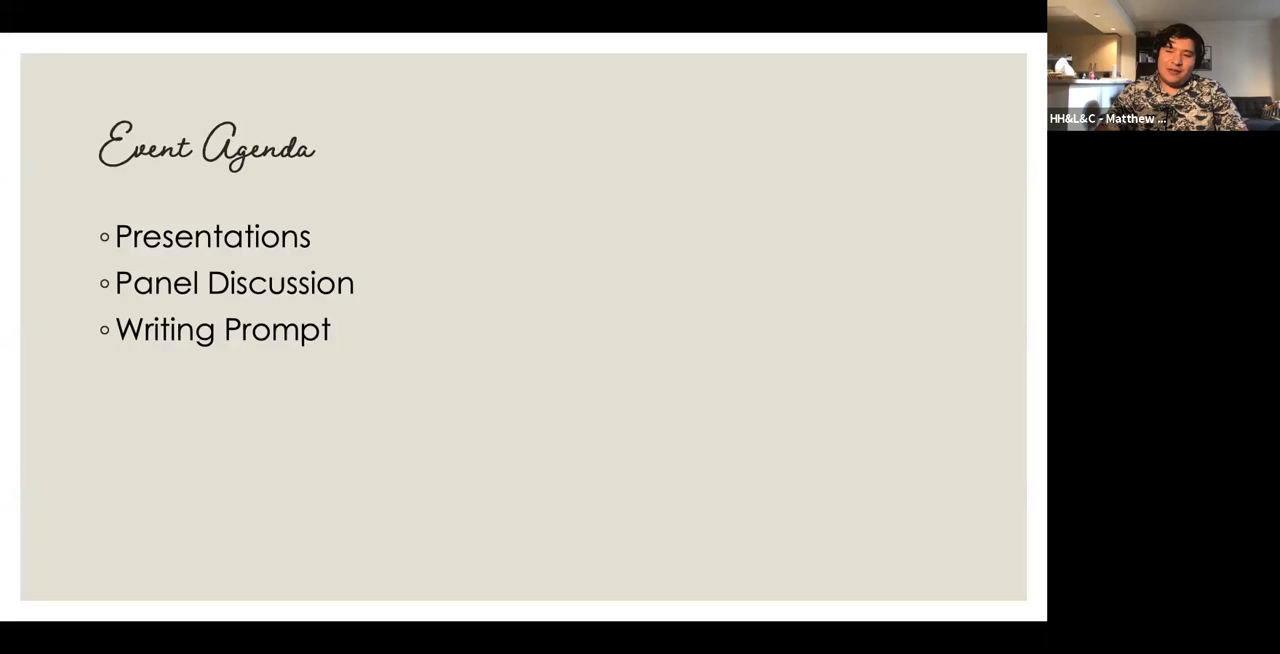 Event Agenda
Presentations
Panel Discussion
Writing Prompt
HH&L&C - Matthew ...